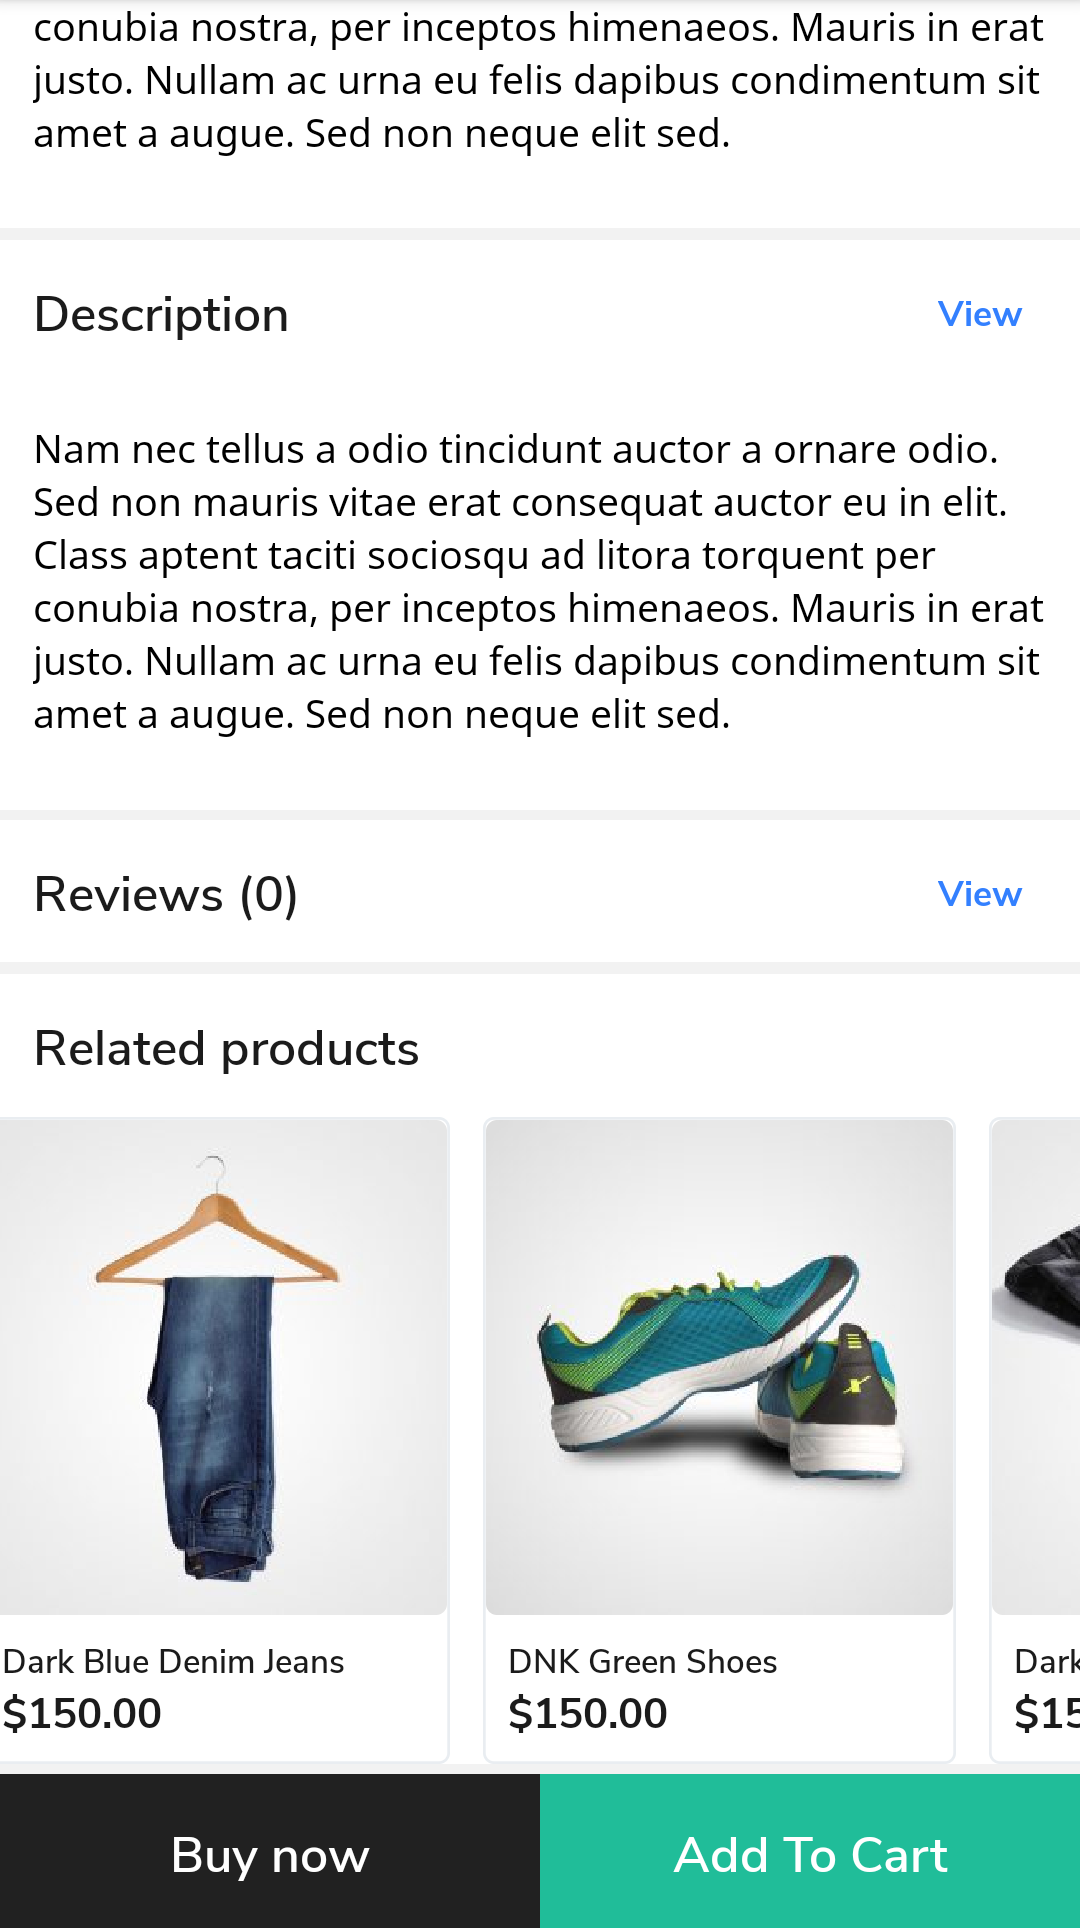 conubia nostra, per inceptos himenaeos. Mauris in erat
justo. Nullam ac urna eu felis dapibus condimentum sit
amet a augue. Sed non neque elit sed.
Description
View
Nam nec tellus a odio tincidunt auctor a ornare odio.
Sed non mauris vitae erat consequat auctor eu in elit.
Class aptent taciti sociosqu ad litora torquent per
conubia nostra, per inceptos himenaeos. Mauris in erat
justo. Nullam ac urna eu felis dapibus condimentum sit
amet a augue. Sed non neque elit sed.
Reviews (0)
View
Related products
Dark Blue Denim Jeans
$150.00
DNK Green Shoes
$150.00
Dark
$15
Buy now
Add To Cart